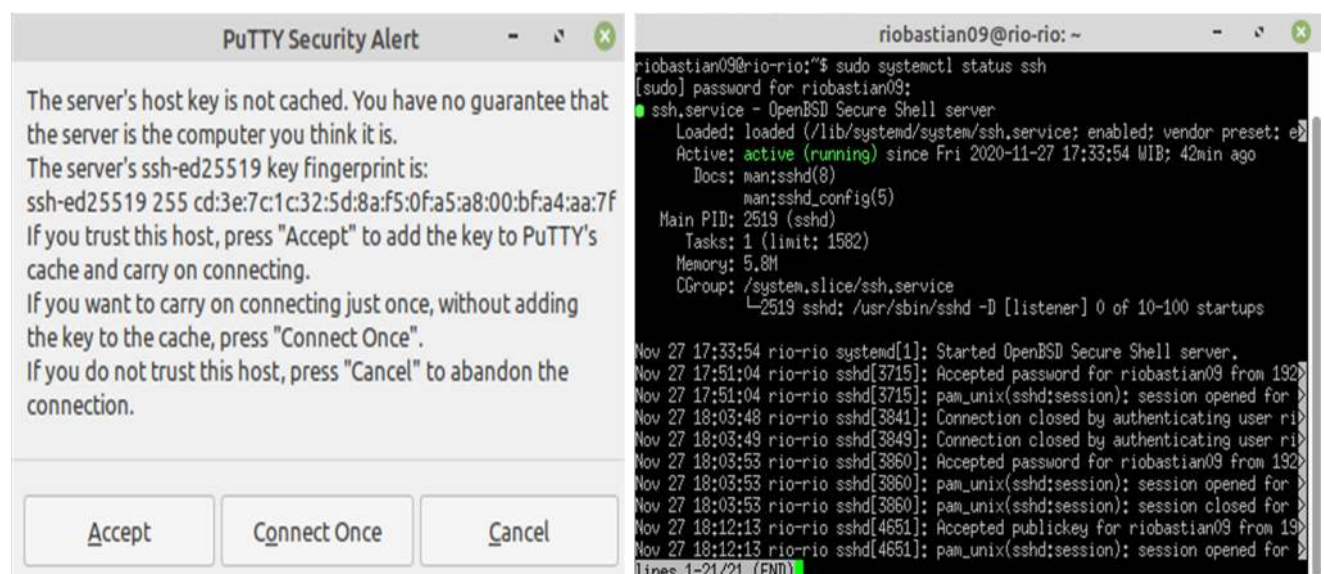 PuTTY Security Alert
The server's host key is not cached. You have no guarantee that
the server is the computer you think it is.
The server's ssh-ed25519 key fingerprint is:
ssh-ed25519 255 cd:3e:7c:1c:32:5d:8a:f5:0f:a5:a8:00:bf:a4:aa:7f
If you trust this host, press "Accept" to add the key to PuTTY's
cache and carry on connecting.
If you want to carry on connecting just once, without adding
the key to the cache, press "Connect Once".
If you do not trust this host, press "Cancel" to abandon the
connection.
Accept
Connect Once
Cancel
riobastian09@rio-rio: ~
riobastian09@rio-rio:~$ sudo systemctl status ssh
[sudo] password for riobastian09:
● ssh.service - OpenBSD Secure Shell server
Loaded: loaded (/lib/systemd/system/ssh.service; enabled; vendor preset: e>
Active: active (running) since Fri 2020-11-27 17:33:54 WIB; 42min ago
Docs: man:sshd(8)
man:sshd_config(5)
Main PID: 2519 (sshd)
Tasks: 1 (limit: 1582)
Memory: 5.8M
CGroup: /system.slice/ssh.service
└─2519 sshd: /usr/sbin/sshd -D [listener] 0 of 10-100 startups
Nov 27 17:33:54 rio-rio systemd[1]: Started OpenBSD Secure Shell server.
Nov 27 17:51:04 rio-rio sshd[3715]: Accepted password for riobastian09 from 192>
Nov 27 17:51:04 rio-rio sshd[3715]: pam_unix(sshd:session): session opened for >
Nov 27 18:03:48 rio-rio sshd[3841]: Connection closed by authenticating user ri>
Nov 27 18:03:49 rio-rio sshd[3849]: Connection closed by authenticating user ri>
Nov 27 18:03:53 rio-rio sshd[3860]: Accepted password for riobastian09 from 192>
Nov 27 18:03:53 rio-rio sshd[3860]: pam_unix(sshd:session): session opened for >
Nov 27 18:03:53 rio-rio sshd[3860]: pam_unix(sshd:session): session closed for >
Nov 27 18:12:13 rio-rio sshd[4651]: Accepted publickey for riobastian09 from 19>
Nov 27 18:12:13 rio-rio sshd[4651]: pam_unix(sshd:session): session opened for >
lines 1-21/21 (END)